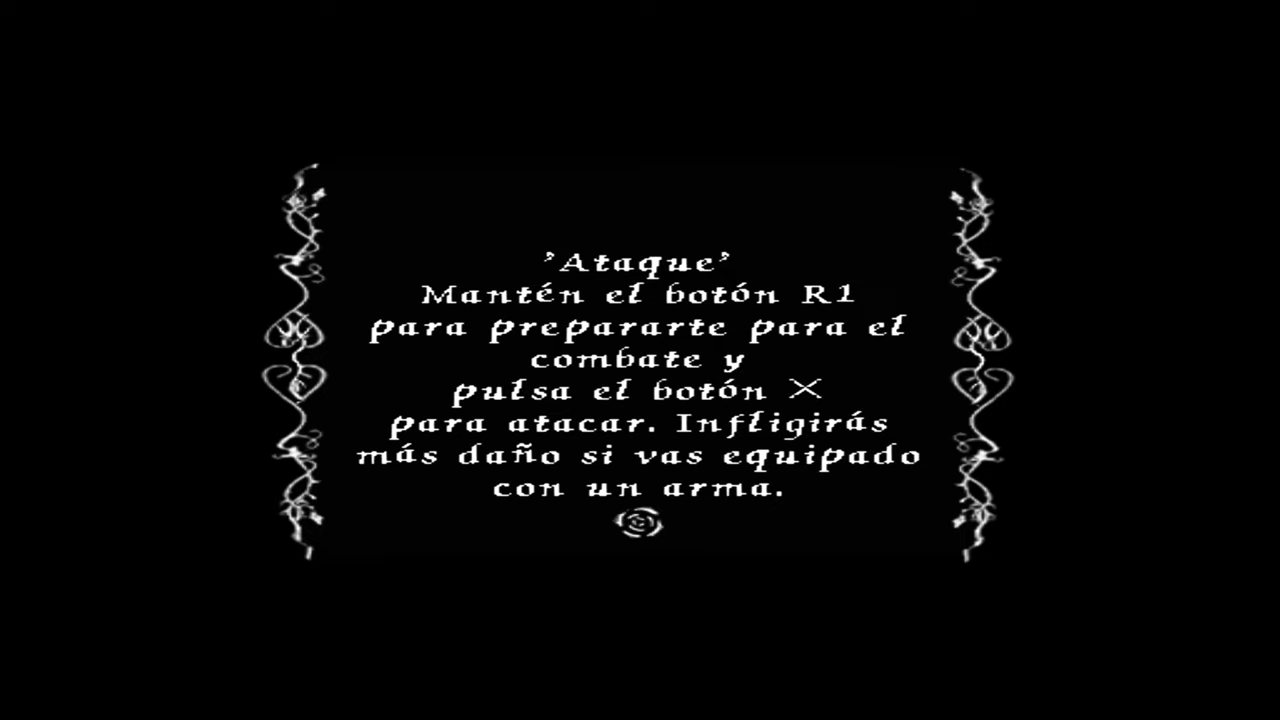 'Ataque'
Mantén el botón R1
para prepararte para el
combate y
pulsa el botón X
para atacar. Infligirás
más daño si vas equipado
con un arma.